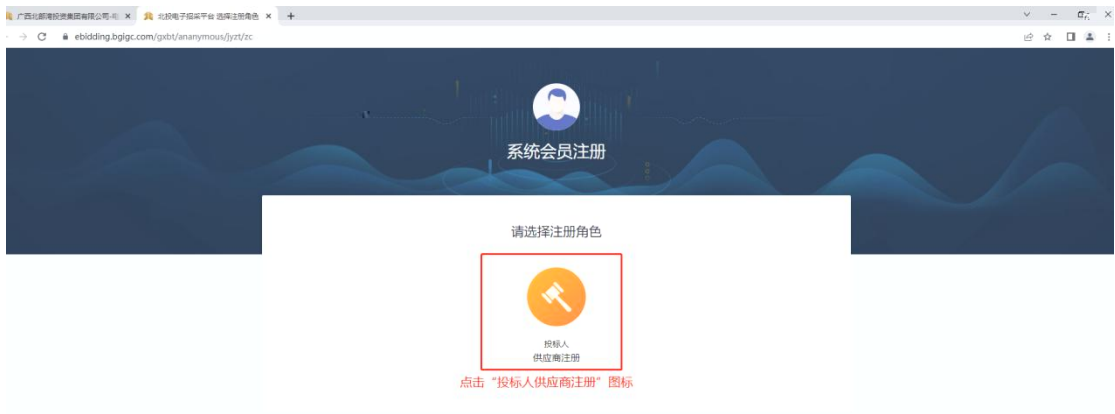 广西北部湾投资集团有限公司-电
北投电子招采平台 选择注册角色
ebidding.bgigc.com/gxbt/ananymous/jyzt/zc
系统会员注册
请选择注册角色
投标人
供应商注册
点击“投标人供应商注册”图标